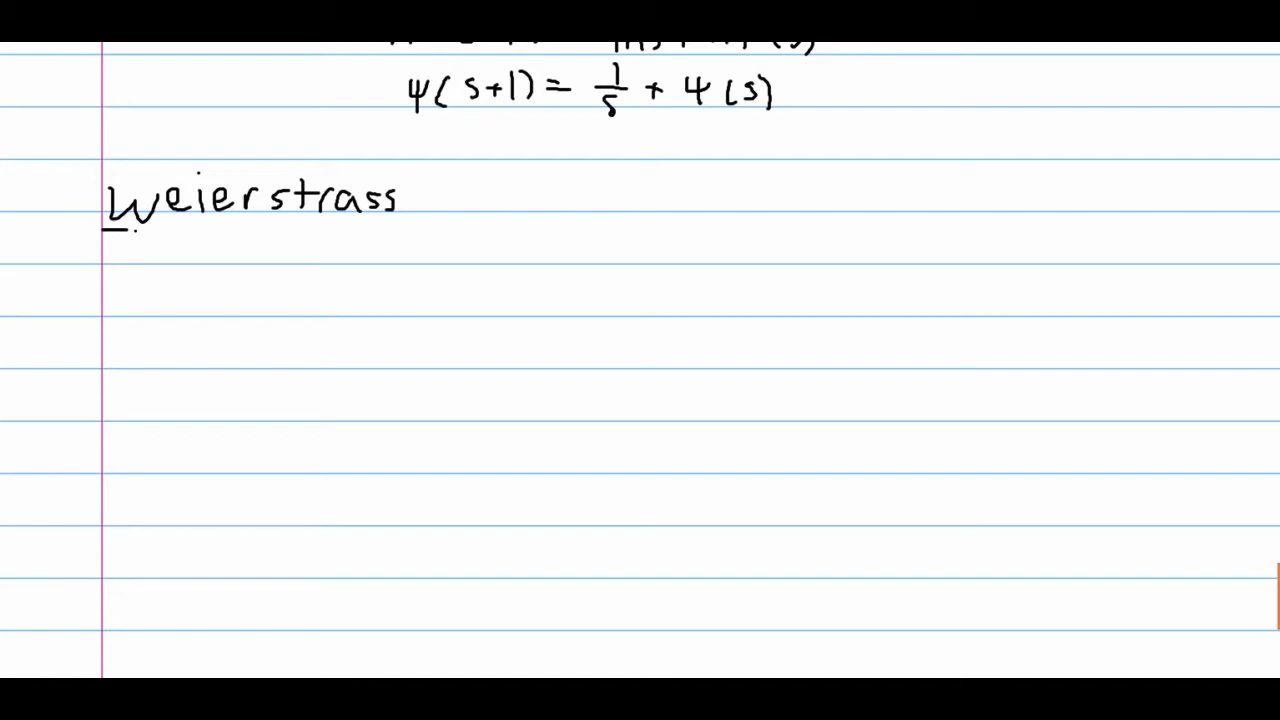 ψ(s+1) = 1/s + ψ(s)
Weierstrass